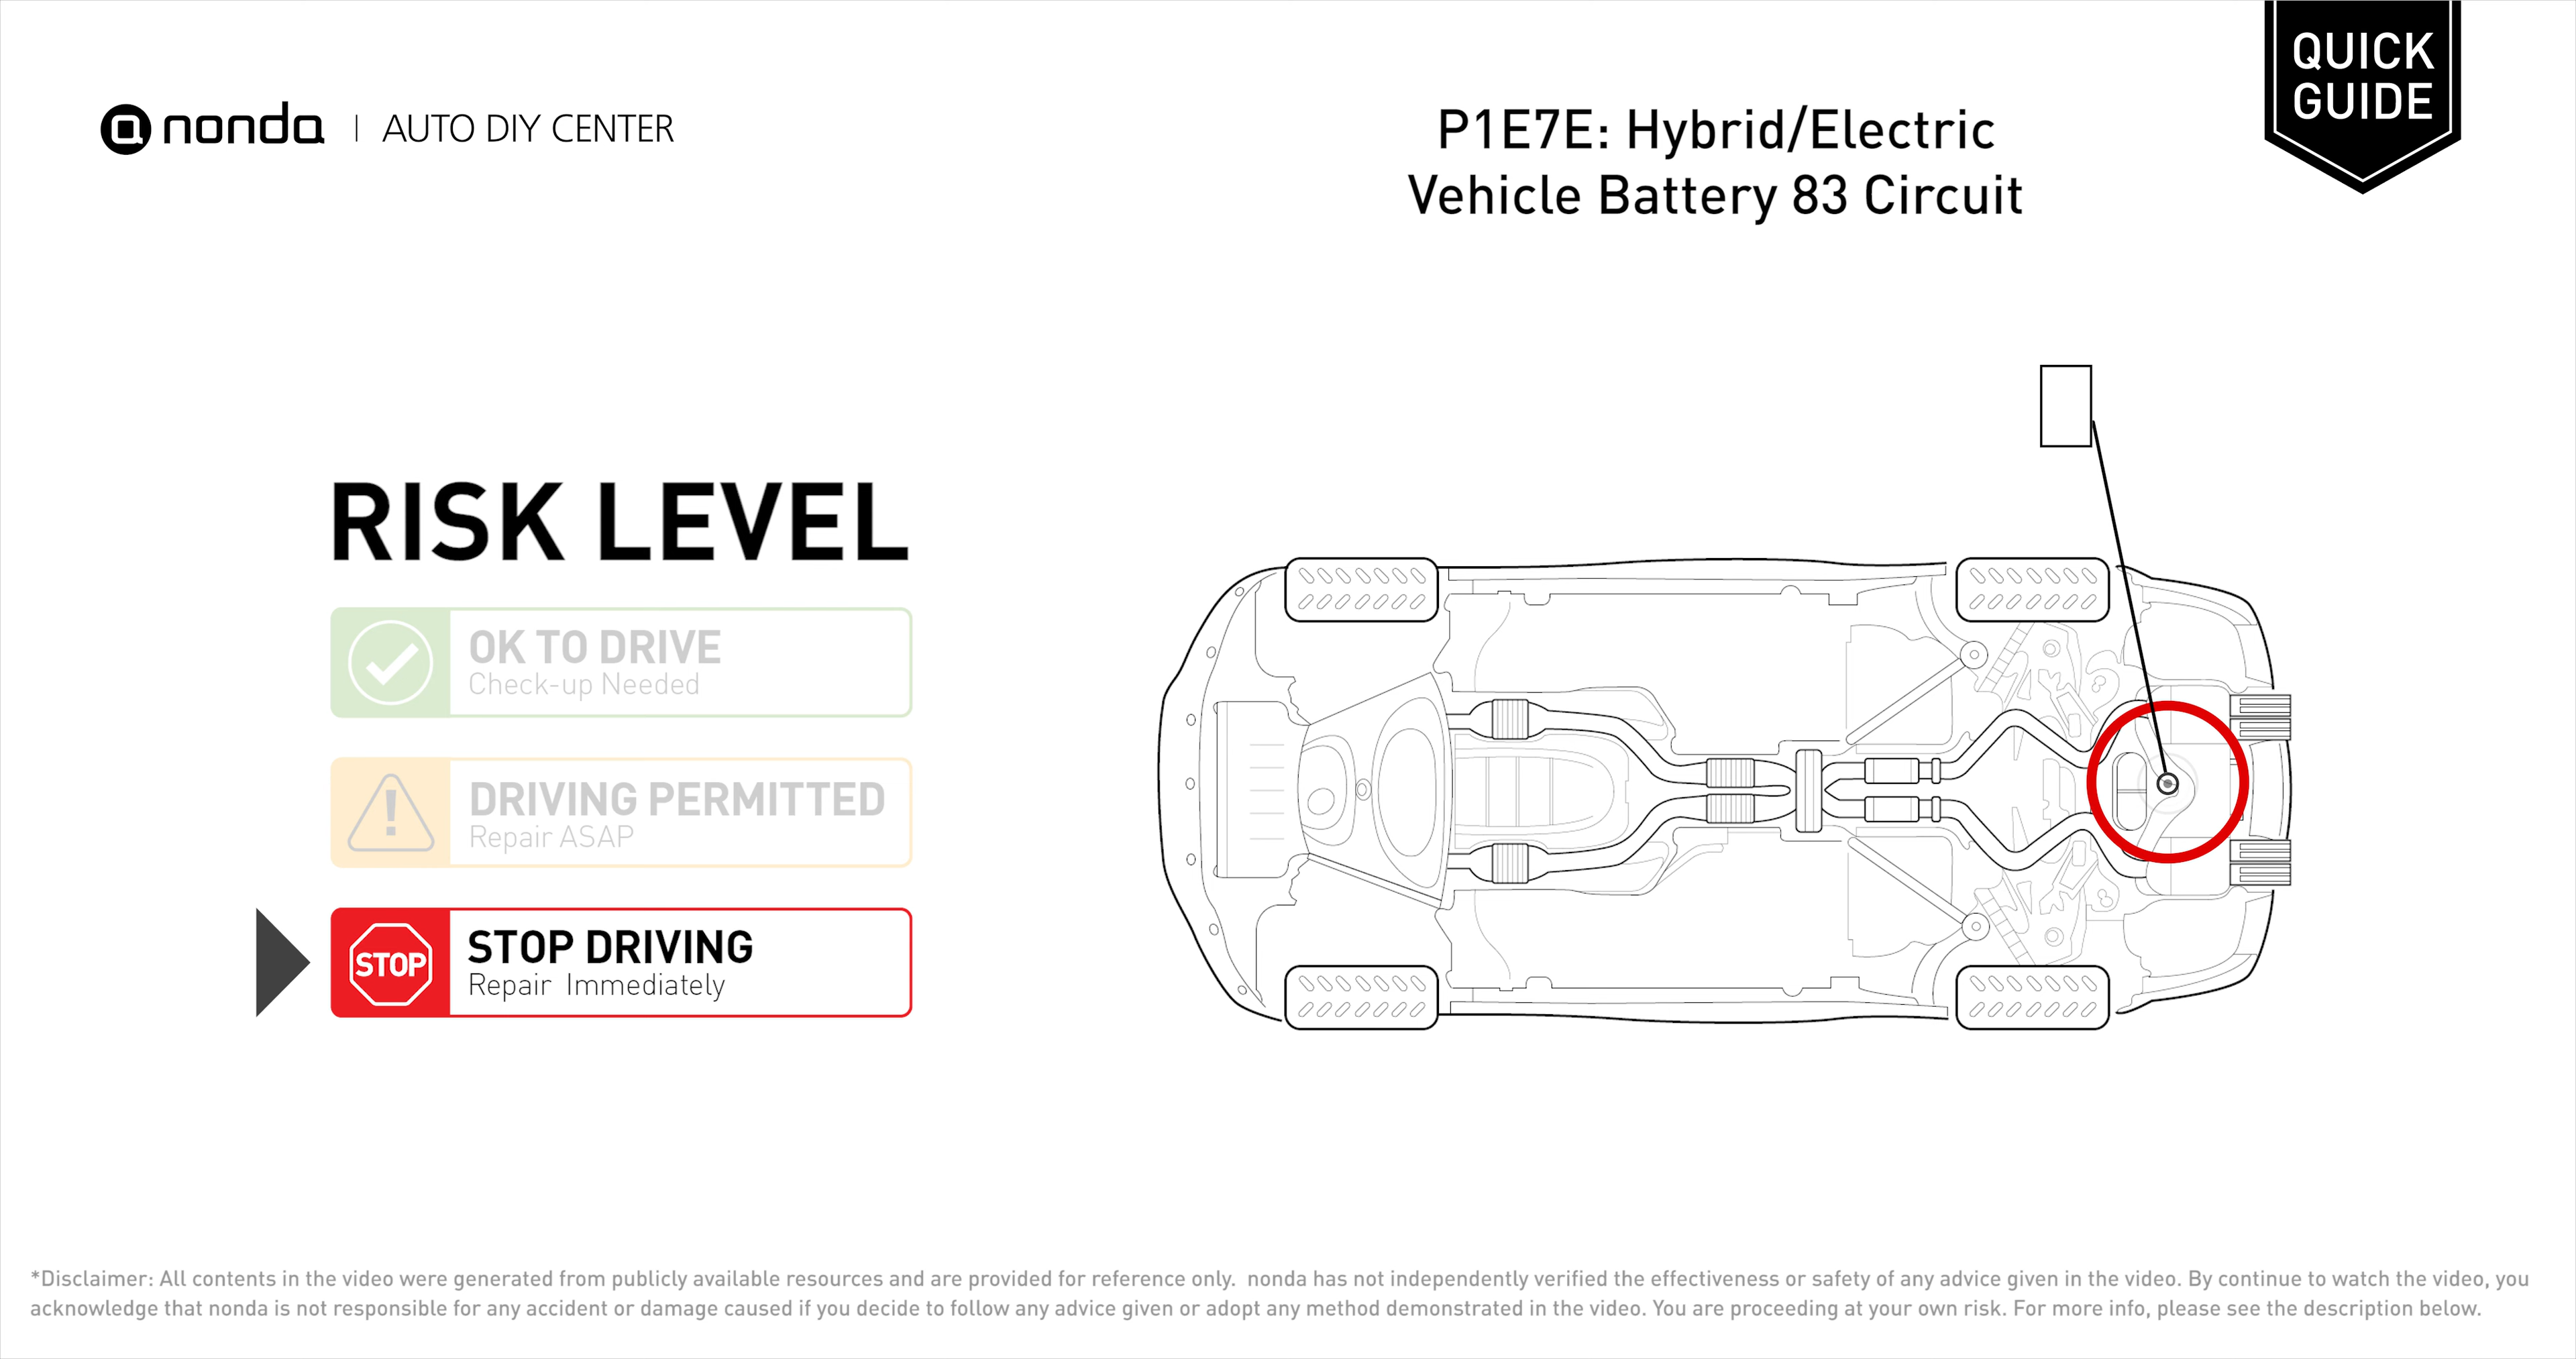 nonda | AUTO DIY CENTER
P1E7E: Hybrid/Electric
Vehicle Battery 83 Circuit
QUICK
GUIDE
RISK LEVEL
OK TO DRIVE
Check-up Needed
DRIVING PERMITTED
Repair ASAP
STOP
STOP DRIVING
Repair Immediately
*Disclaimer: All contents in the video were generated from publicly available resources and are provided for reference only. nonda has not independently verified the effectiveness or safety of any advice given in the video. By continue to watch the video, you
acknowledge that nonda is not responsible for any accident or damage caused if you decide to follow any advice given or adopt any method demonstrated in the video. You are proceeding at your own risk. For more info, please see the description below.